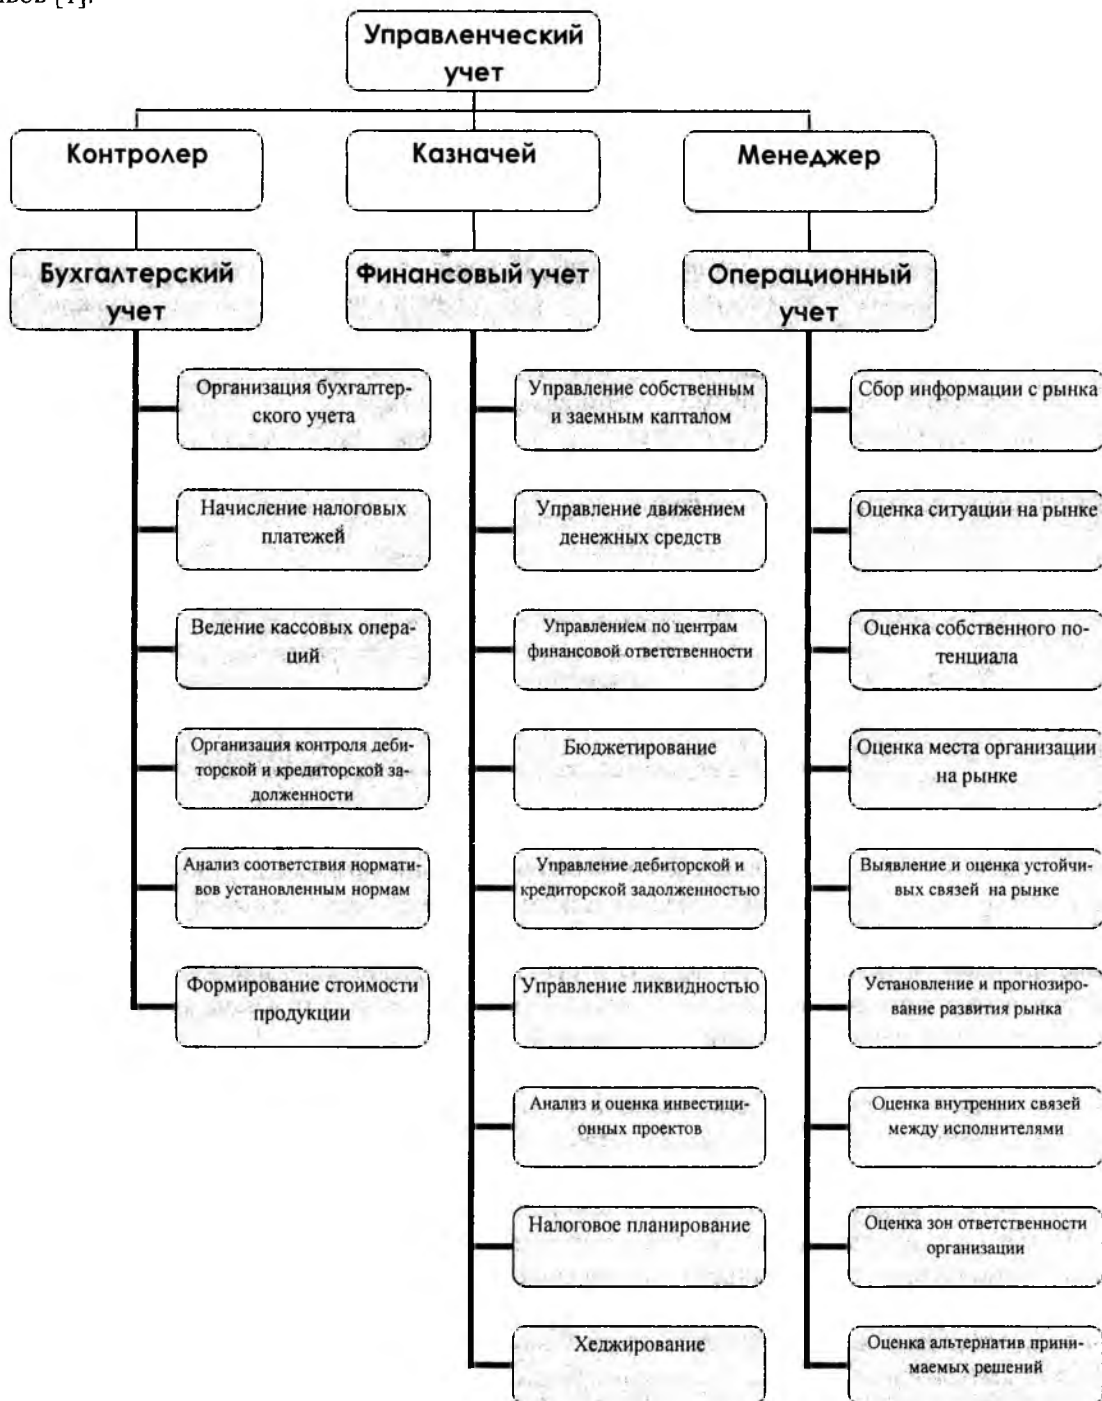 Управленческий
учет
Контролер
Казначей
Менеджер
Бухгалтерский
учет
Финансовый учет
Операционный
учет
Организация бухгалтер-
ского учета
Начисление налоговых
платежей
Ведение кассовых опера-
ций
Организация контроля деби-
торской и кредиторской за-
долженности
Анализ соответствия нормати-
вов установленным нормам
Формирование стоимости
продукции
Управление собственным
и заемным капталом
Управление движением
денежных средств
Управлением по центрам
финансовой ответственности
Бюджетирование
Управление дебиторской и
кредиторской задолженностью
Управление ликвидностью
Анализ и оценка инвестици-
онных проектов
Налоговое планирование
Хеджирование
Сбор информации с рынка
Оценка ситуации на рынке
Оценка собственного по-
тенциала
Оценка места организации
на рынке
Выявление и оценка устойчи-
вых связей на рынке
Установление и прогнозиро-
вание развития рынка
Оценка внутренних связей
между исполнителями
Оценка зон ответственности
организации
Оценка альтернатив прини-
маемых решений